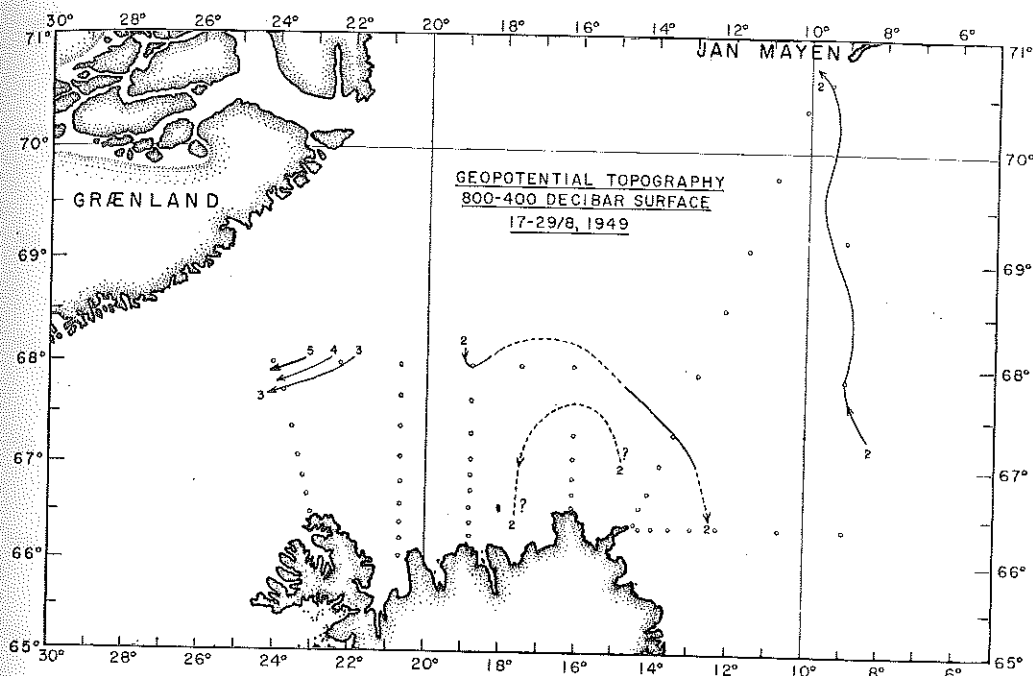 30° 28° 26° 24° 22° 20° 18° 16° 14° 12° 10° 8° 6°
71° 71°
JAN MAYEN
2
70° 70°
GEOPOTENTIAL TOPOGRAPHY
GRÆNLAND 800-400 DECIBAR SURFACE
17-29/8, 1949
69° 69°
68° 5 4 3 2 68°
3
67° 2 ? 2 67°
2 ? 2
66° 66°
65° 65°
30° 28° 26° 24° 22° 20° 18° 16° 14° 12° 10° 8° 6°